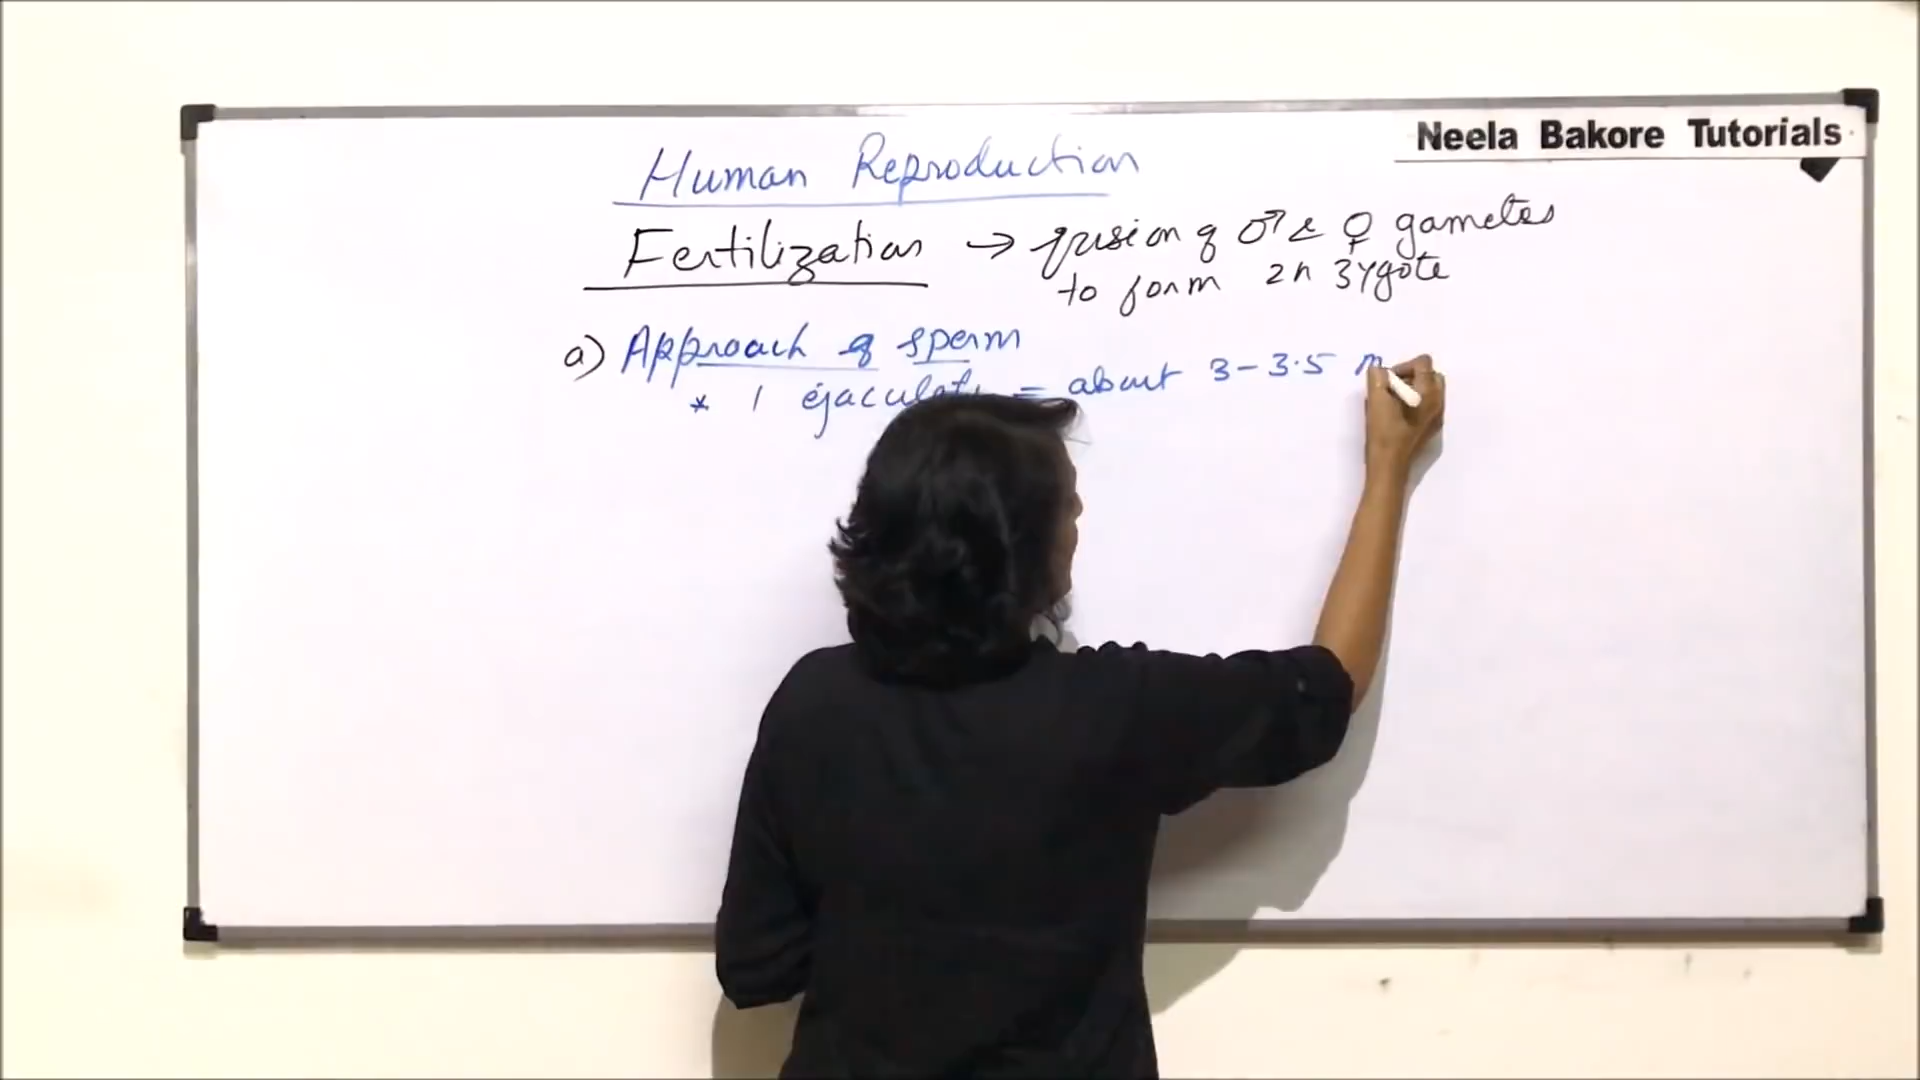 Neela Bakore Tutorials
Human Reproduction
Fertilization → fusion of ♂ & ♀ gametes
to form 2n zygote
a) Approach of sperm
* 1 ejaculate = about 3-3.5 m